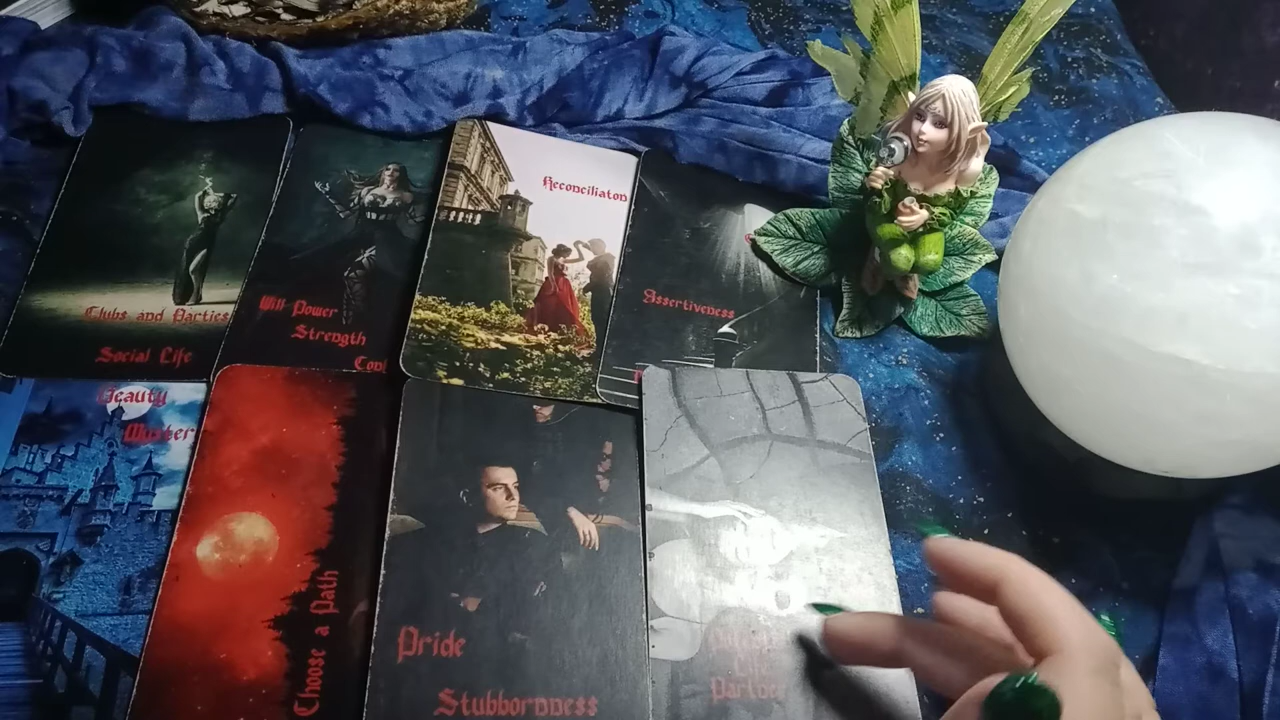 Clubs and Parties
Social Life
Will Power
Strength
Reconciliaton
Assertiveness
Beauty
Choose a Path
Pride
Stubbornness